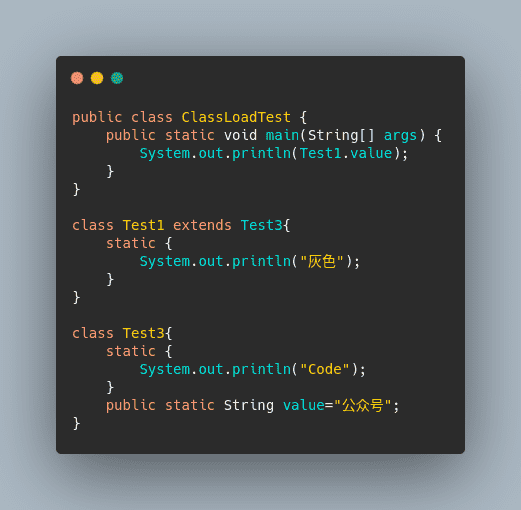 public class ClassLoadTest {
    public static void main(String[] args) {
        System.out.println(Test1.value);
    }
}
class Test1 extends Test3{
    static {
        System.out.println("灰色");
    }
}
class Test3{
    static {
        System.out.println("Code");
    }
    public static String value="公众号";
}